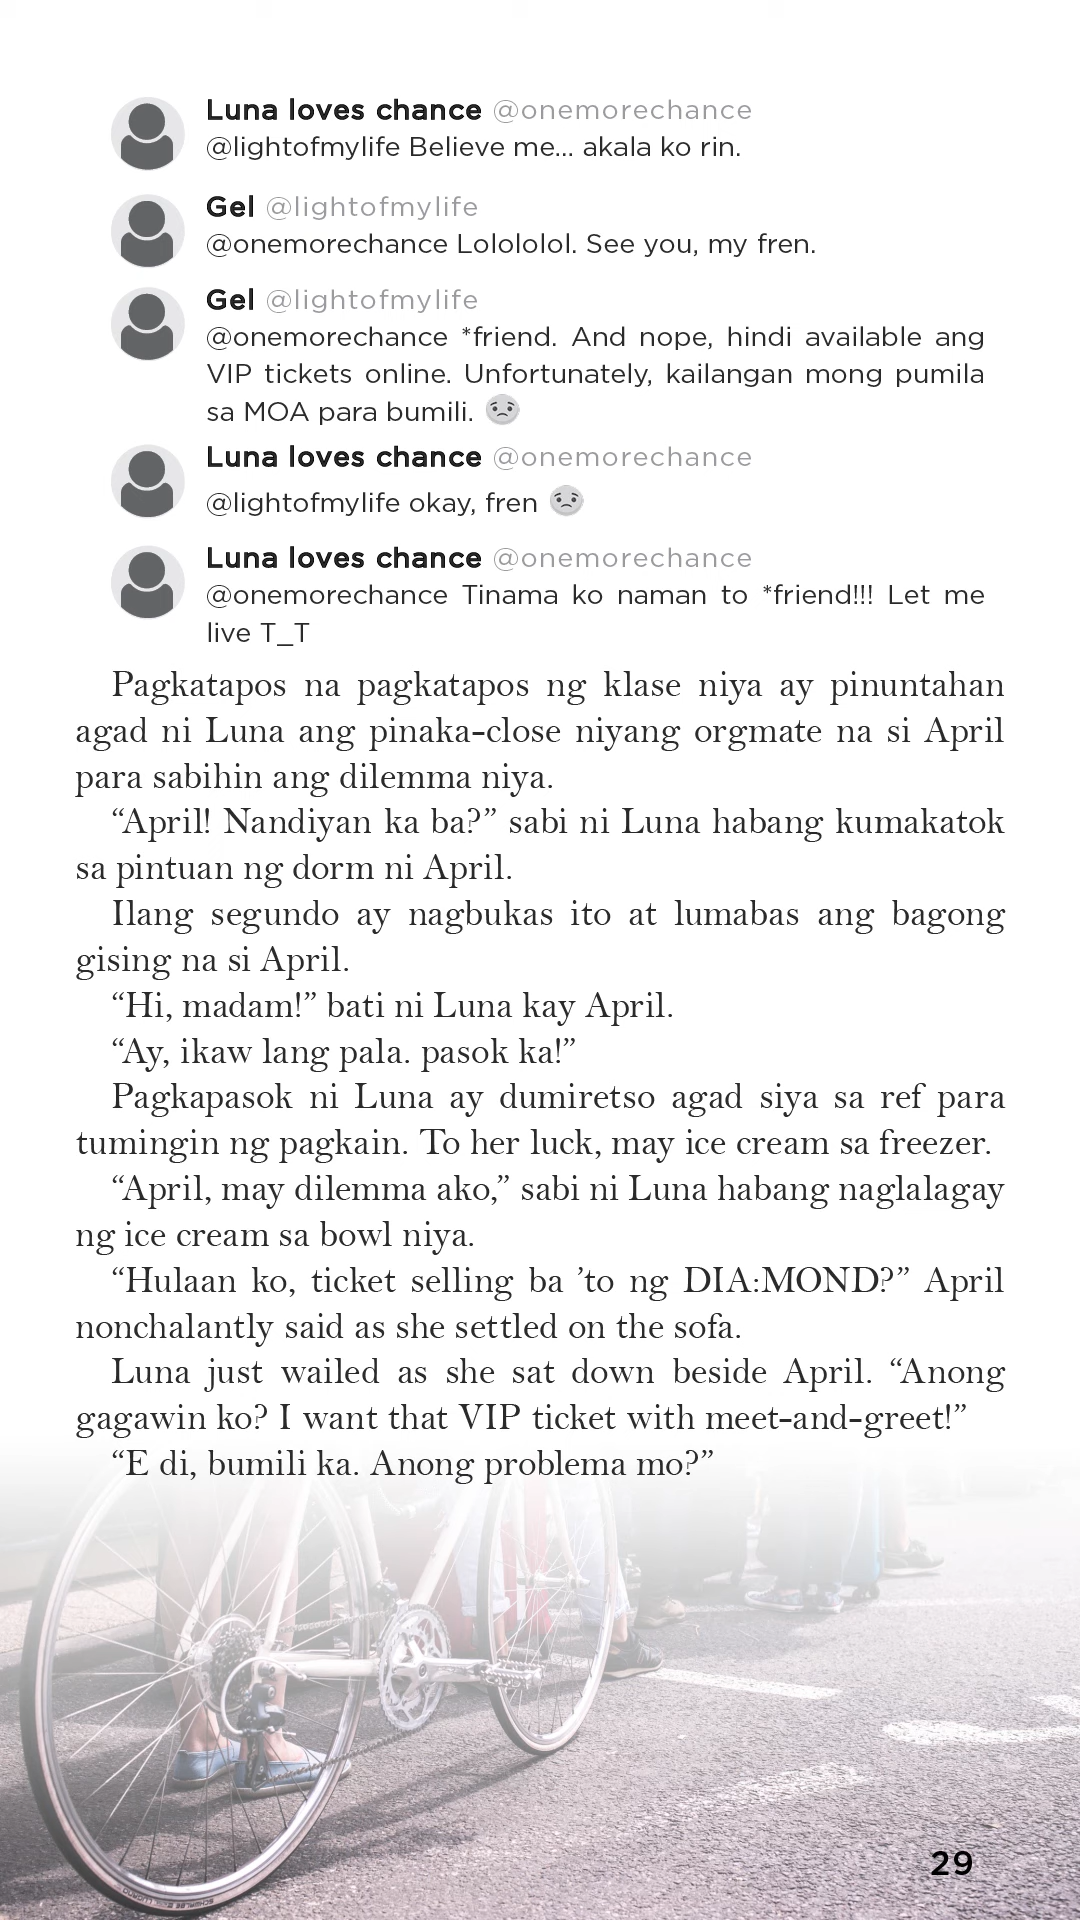 Luna loves chance @onemorechance
@lightofmylife Believe me... akala ko rin.
Gel @lightofmylife
@onemorechance Lolololol. See you, my fren.
Gel @lightofmylife
@onemorechance *friend. And nope, hindi available ang
VIP tickets online. Unfortunately, kailangan mong pumila
sa MOA para bumili. 😟
Luna loves chance @onemorechance
@lightofmylife okay, fren 😟
Luna loves chance @onemorechance
@onemorechance Tinama ko naman to *friend!!! Let me
live T_T
Pagkatapos na pagkatapos ng klase niya ay pinuntahan
agad ni Luna ang pinaka-close niyang orgmate na si April
para sabihin ang dilemma niya.
“April! Nandiyan ka ba?” sabi ni Luna habang kumakatok
sa pintuan ng dorm ni April.
Ilang segundo ay nagbukas ito at lumabas ang bagong
gising na si April.
“Hi, madam!” bati ni Luna kay April.
“Ay, ikaw lang pala. pasok ka!”
Pagkapasok ni Luna ay dumiretso agad siya sa ref para
tumingin ng pagkain. To her luck, may ice cream sa freezer.
“April, may dilemma ako,” sabi ni Luna habang naglalagay
ng ice cream sa bowl niya.
“Hulaan ko, ticket selling ba ’to ng DIA:MOND?” April
nonchalantly said as she settled on the sofa.
Luna just wailed as she sat down beside April. “Anong
gagawin ko? I want that VIP ticket with meet-and-greet!”
“E di, bumili ka. Anong problema mo?”
29